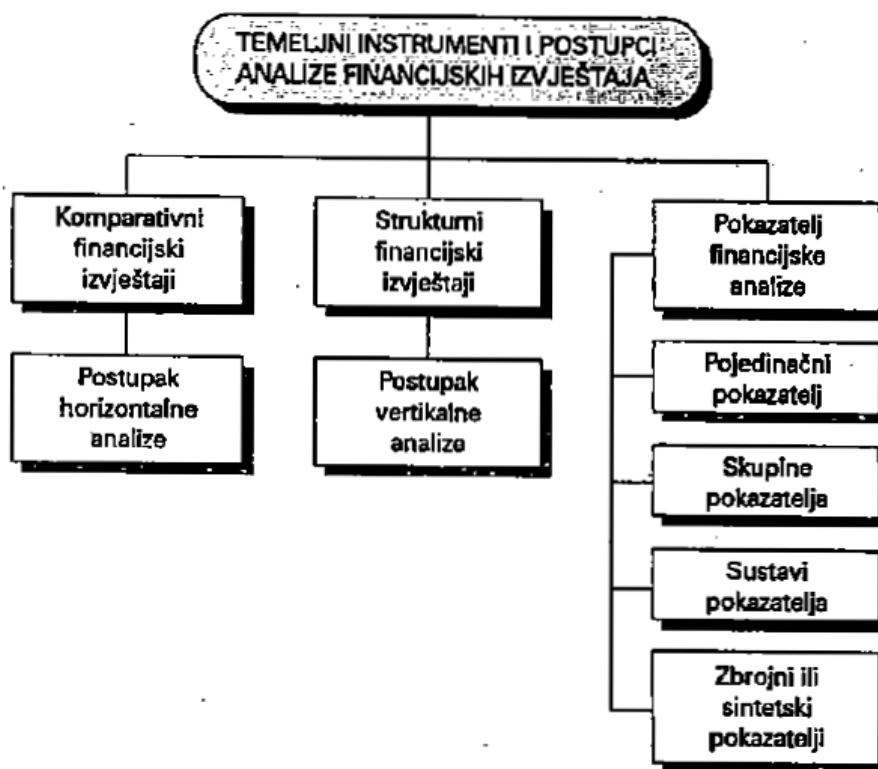 TEMELJNI INSTRUMENTI I POSTUPCI
ANALIZE FINANCIJSKIH IZVJEŠTAJA
Komparativni
financijski
izvještaji
Strukturni
financijski
izvještaji
Pokazatelj
financijske
analize
Postupak
horizontalne
analize
Postupak
vertikalne
analize
Pojedinačni
pokazatelj
Skupine
pokazatelja
Sustavi
pokazatelja
Zbrojni ili
sintetski
pokazatelji